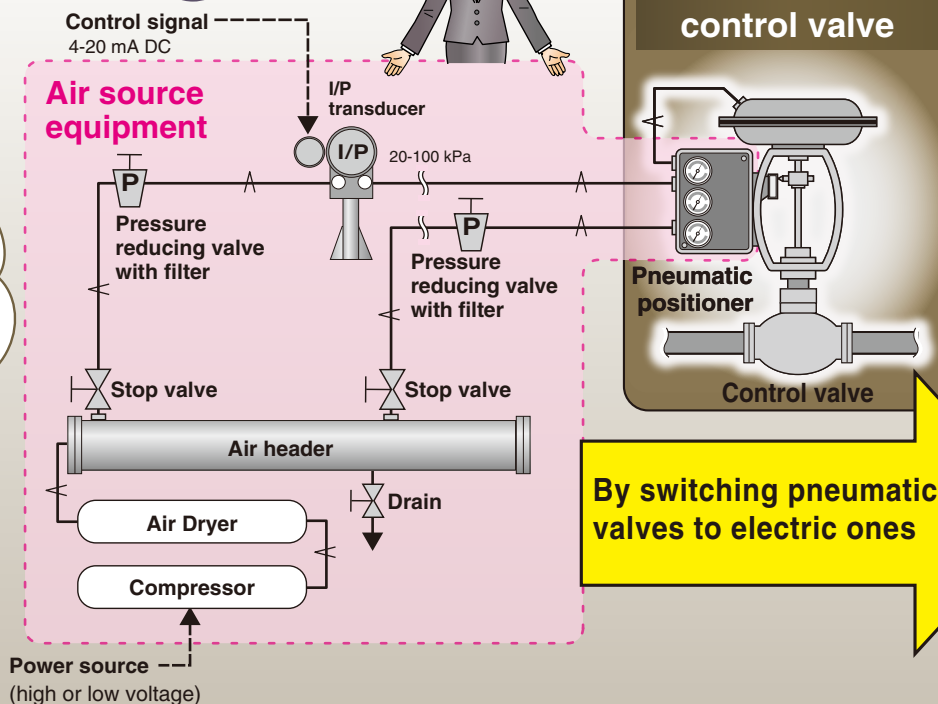 Control signal
4-20 mA DC
control valve
Air source
equipment
I/P
transducer
I/P
20-100 kPa
P
Pressure
reducing valve
with filter
P
Pressure
reducing valve
with filter
Pneumatic
positioner
Control valve
Stop valve
Stop valve
Air header
Drain
Air Dryer
Compressor
By switching pneumatic
valves to electric ones
Power source
(high or low voltage)